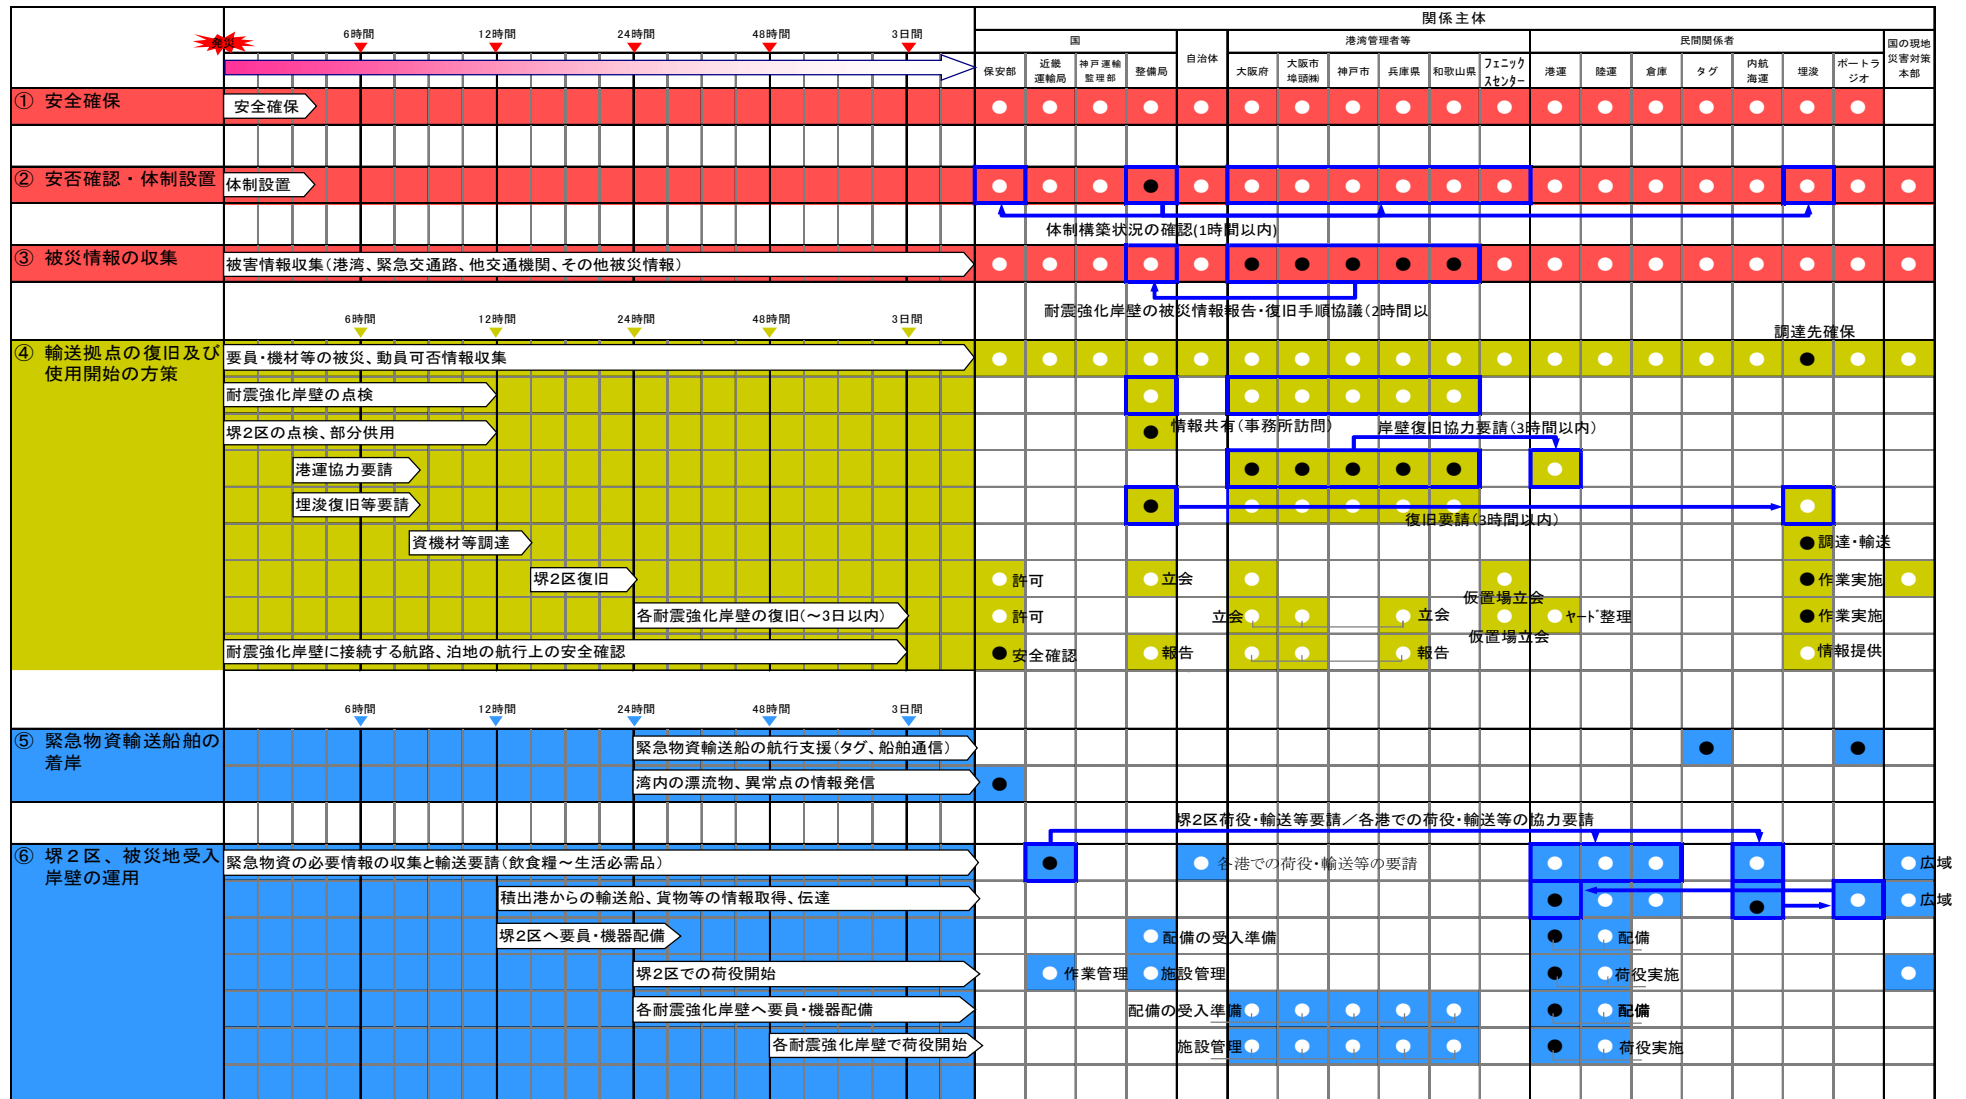 関係主体
発災
6時間
12時間
24時間
48時間
3日間
国
自治体
港湾管理者等
民間関係者
国の現地
災害対策
本部
保安部
近畿
運輸局
神戸運輸
監理部
整備局
大阪府
大阪市
埠頭㈱
神戸市
兵庫県
和歌山県
フェニック
スセンター
港運
陸運
倉庫
タグ
内航
海運
埋浚
ポートラ
ジオ
① 安全確保
安全確保
② 安否確認・体制設置
体制設置
体制構築状況の確認(1時間以内)
③ 被災情報の収集
被害情報収集(港湾、緊急交通路、他交通機関、その他被災情報)
耐震強化岸壁の被災情報報告・復旧手順協議(2時間以
6時間
12時間
24時間
48時間
3日間
調達先確保
④ 輸送拠点の復旧及び
使用開始の方策
要員・機材等の被災、動員可否情報収集
耐震強化岸壁の点検
堺2区の点検、部分供用
情報共有(事務所訪問)
岸壁復旧協力要請(3時間以内)
港運協力要請
埋浚復旧等要請
復旧要請(3時間以内)
資機材等調達
調達・輸送
堺2区復旧
許可
立会
仮置場立会
作業実施
各耐震強化岸壁の復旧(～3日以内)
許可
立会
立会
仮置場立会
ヤード整理
作業実施
耐震強化岸壁に接続する航路、泊地の航行上の安全確認
安全確認
報告
報告
情報提供
6時間
12時間
24時間
48時間
3日間
⑤ 緊急物資輸送船舶の
着岸
緊急物資輸送船の航行支援(タグ、船舶通信)
湾内の漂流物、異常点の情報発信
堺2区荷役・輸送等要請／各港での荷役・輸送等の協力要請
⑥ 堺２区、被災地受入
岸壁の運用
緊急物資の必要情報の収集と輸送要請(飲食糧～生活必需品)
各港での荷役・輸送等の要請
広域
積出港からの輸送船、貨物等の情報取得、伝達
広域
堺2区へ要員・機器配備
配備の受入準備
配備
堺2区での荷役開始
作業管理
施設管理
荷役実施
各耐震強化岸壁へ要員・機器配備
配備の受入準備
配備
各耐震強化岸壁で荷役開始
施設管理
荷役実施